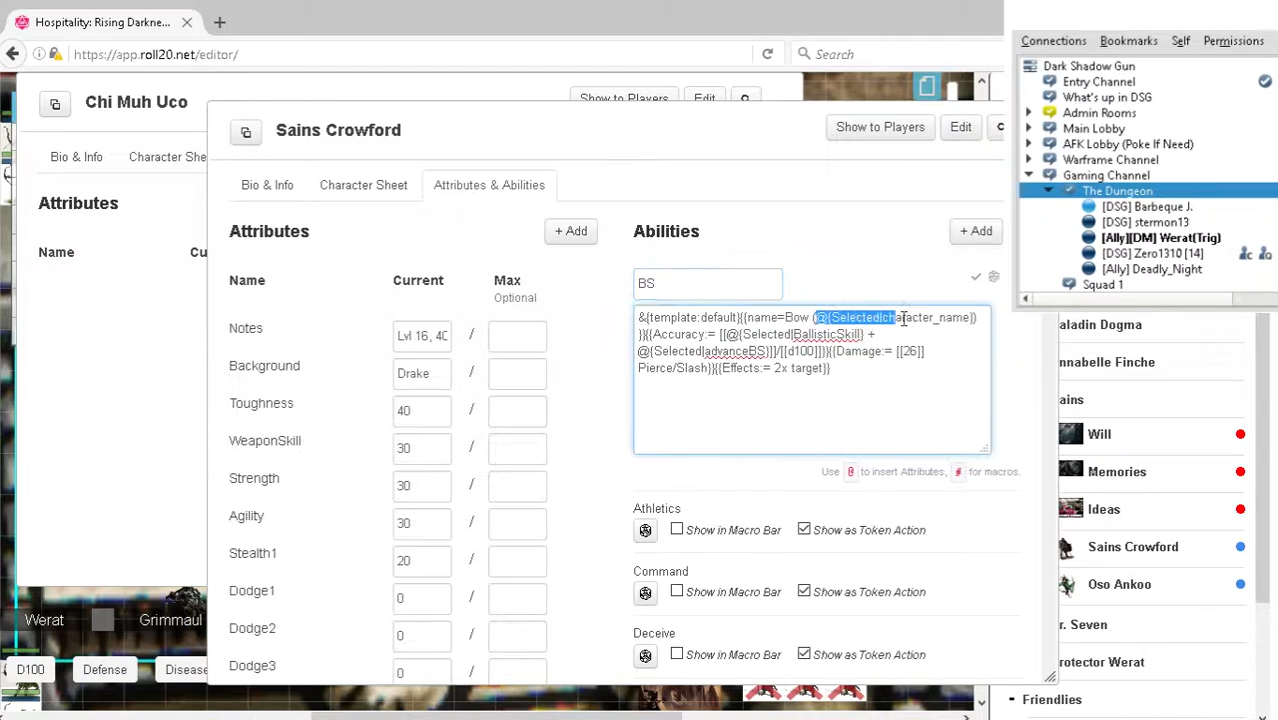 Hospitality: Rising Darkne...
https://app.roll20.net/editor/
Search
Connections Bookmarks Self Permissions
Dark Shadow Gun
Entry Channel
What's up in DSG
Admin Rooms
Main Lobby
AFK Lobby (Poke If Need)
Warframe Channel
Gaming Channel
The Dungeon
[DSG] Barbeque J.
[DSG] stermon13
[Ally][DM] Werat(Trig)
[DSG] Zero1310 [14]
[Ally] Deadly_Night
Squad 1
Chi Muh Uco
Show to Players Edit
Bio & Info Character She
Attributes
Name Cu
Sains Crowford
Show to Players Edit
Bio & Info Character Sheet Attributes & Abilities
Attributes + Add
Name Current Max
Optional
Notes Lvl 16, 40 /
Background Drake /
Toughness 40 /
WeaponSkill 30 /
Strength 30 /
Agility 30 /
Stealth1 20 /
Dodge1 0 /
Dodge2 0 /
Dodge3 0 /
Abilities + Add
BS
&{template:default}{{name=Bow (@{Selected|character_name})
}}{{Accuracy:= [[@{Selected|BallisticSkill} +
@{Selected|advanceBS}]]/[[d100]]}}{{Damage:= [[26]]
Pierce/Slash}}{{Effects:= 2x target}}
Use @ to insert Attributes, # for macros.
Athletics
Show in Macro Bar Show as Token Action
Command
Show in Macro Bar Show as Token Action
Deceive
Show in Macro Bar Show as Token Action
aladin Dogma
nnabelle Finche
ains
Will
Memories
Ideas
Sains Crowford
Oso Ankoo
r. Seven
rotector Werat
Friendlies
Werat Grimmaul
D100 Defense Disease